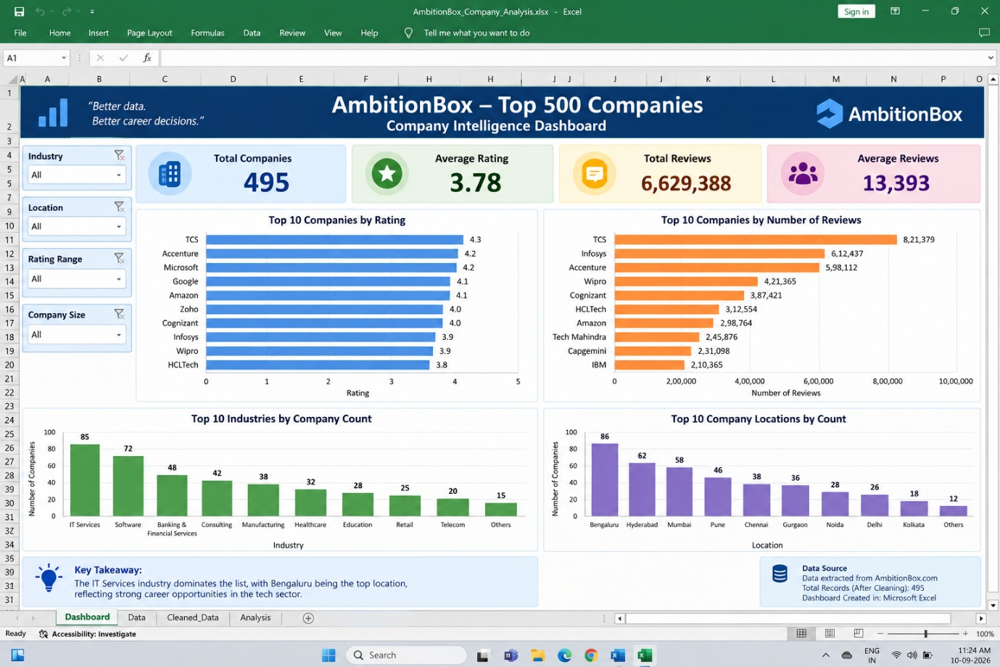 AmbitionBox_Company_Analysis.xlsx - Excel
Sign in
File Home Insert Page Layout Formulas Data Review View Help Tell me what you want to do
A1
fx
A A B C D E F H H J J J J K L M N P O
1
2
3
4
5
5
7
9
10
11
12
13
14
15
16
17
18
19
20
21
22
23
24
25
26
27
28
39
30
31
32
34
35
39
31
31
“Better data.
Better career decisions.”
AmbitionBox – Top 500 Companies
Company Intelligence Dashboard
AmbitionBox
Industry
All
Location
All
Rating Range
All
Company Size
All
Total Companies
495
Average Rating
3.78
Total Reviews
6,629,388
Average Reviews
13,393
Top 10 Companies by Rating
TCS 4.3
Accenture 4.2
Microsoft 4.2
Google 4.1
Amazon 4.1
Zoho 4.0
Cognizant 4.0
Infosys 3.9
Wipro 3.9
HCLTech 3.8
0 1 2 3 4 5
Rating
Top 10 Companies by Number of Reviews
TCS 8,21,379
Infosys 6,12,437
Accenture 5,98,112
Wipro 4,21,365
Cognizant 3,87,421
HCLTech 3,12,554
Amazon 2,98,764
Tech Mahindra 2,45,876
Capgemini 2,31,098
IBM 2,10,365
0 2,00,000 4,00,000 6,00,000 8,00,000 10,00,000
Number of Reviews
Top 10 Industries by Company Count
Number of Companies
100
80
60
40
20
0
85 72 48 42 38 32 28 25 20 15
IT Services Software Banking & Consulting Manufacturing Healthcare Education Retail Telecom Others
Financial Services
Industry
Top 10 Company Locations by Count
Number of Companies
100
80
60
40
20
0
86 62 58 46 38 36 28 26 18 12
Bengaluru Hyderabad Mumbai Pune Chennai Gurgaon Noida Delhi Kolkata Others
Location
Key Takeaway:
The IT Services industry dominates the list, with Bengaluru being the top location,
reflecting strong career opportunities in the tech sector.
Data Source
Data extracted from AmbitionBox.com
Total Records (After Cleaning): 495
Dashboard Created in: Microsoft Excel
Dashboard Data Cleaned_Data Analysis
Ready Accessibility: Investigate
100%
Search
ENG
IN
11:24 AM
10-09-2026